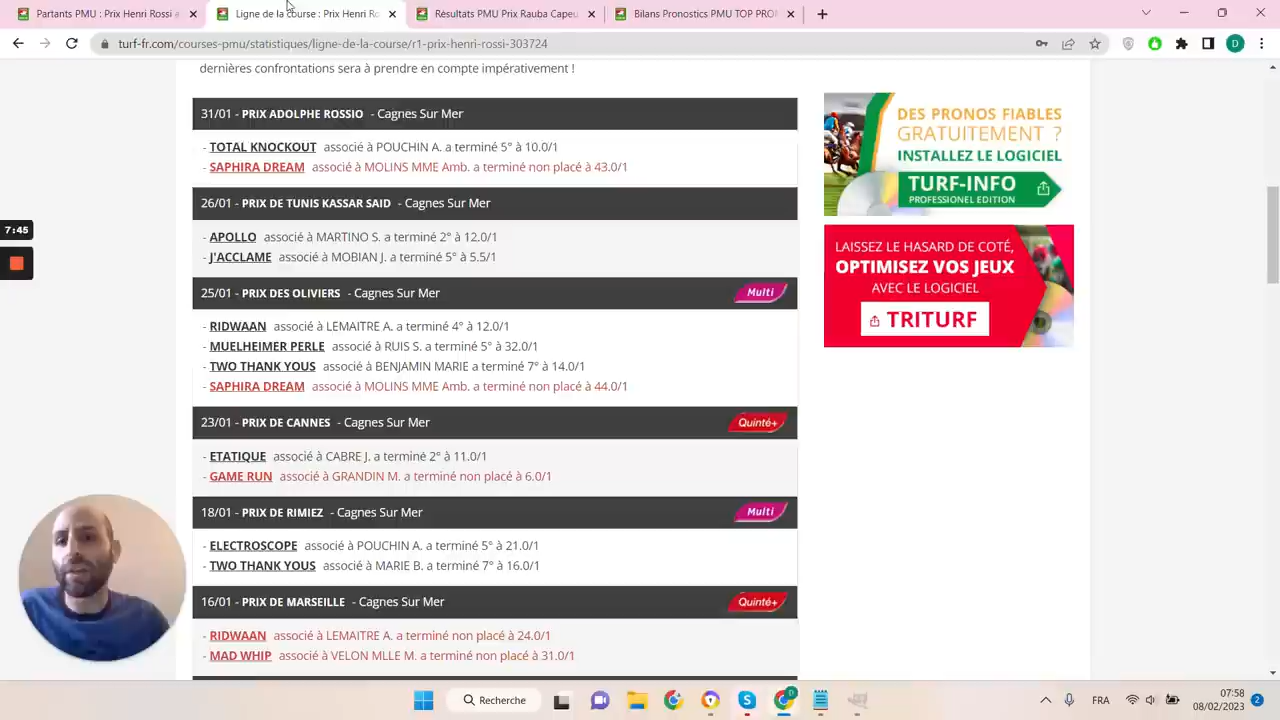 PMU - Pronostics : Prix Henri Rossi
Ligne de la course : Prix Henri Ro
Résultats PMU Prix Rauba Capeu
Bilans Pronostics PMU TOP PRON
turf-fr.com/statistiques/ligne-de-la-course/r1-prix-henri-rossi-303724
D
dernières confrontations sera à prendre en compte impérativement !
31/01 - PRIX ADOLPHE ROSSIO - Cagnes Sur Mer
- TOTAL KNOCKOUT associé à POUCHIN A. a terminé 5° à 10.0/1
- SAPHIRA DREAM associé à MOLINS MME Amb. a terminé non placé à 43.0/1
26/01 - PRIX DE TUNIS KASSAR SAID - Cagnes Sur Mer
- APOLLO associé à MARTINO S. a terminé 2° à 12.0/1
- J'ACCLAME associé à MOBIAN J. a terminé 5° à 5.5/1
25/01 - PRIX DES OLIVIERS - Cagnes Sur Mer Multi
- RIDWAAN associé à LEMAITRE A. a terminé 4° à 12.0/1
- MUELHEIMER PERLE associé à RUIS S. a terminé 5° à 32.0/1
- TWO THANK YOUS associé à BENJAMIN MARIE a terminé 7° à 14.0/1
- SAPHIRA DREAM associé à MOLINS MME Amb. a terminé non placé à 44.0/1
23/01 - PRIX DE CANNES - Cagnes Sur Mer Quinté+
- ETATIQUE associé à CABRE J. a terminé 2° à 11.0/1
- GAME RUN associé à GRANDIN M. a terminé non placé à 6.0/1
18/01 - PRIX DE RIMIEZ - Cagnes Sur Mer Multi
- ELECTROSCOPE associé à POUCHIN A. a terminé 5° à 21.0/1
- TWO THANK YOUS associé à MARIE B. a terminé 7° à 16.0/1
16/01 - PRIX DE MARSEILLE - Cagnes Sur Mer Quinté+
- RIDWAAN associé à LEMAITRE A. a terminé non placé à 24.0/1
- MAD WHIP associé à VELON MLLE M. a terminé non placé à 31.0/1
DES PRONOS FIABLES
GRATUITEMENT ?
INSTALLEZ LE LOGICIEL
TURF-INFO
PROFESSIONEL EDITION
LAISSEZ LE HASARD DE COTÉ,
OPTIMISEZ VOS JEUX
AVEC LE LOGICIEL
TRITURF
7:45
Recherche
D
FRA
07:58
08/02/2023
2